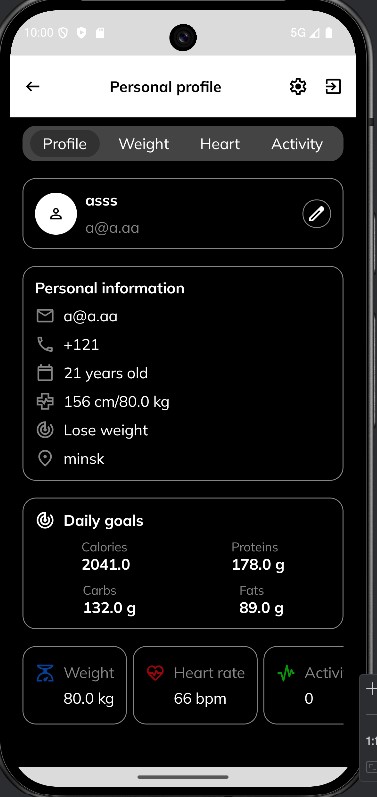 10:00 5G
Personal profile
Profile Weight Heart Activity
asss
a@a.aa
Personal information
a@a.aa
+121
21 years old
156 cm/80.0 kg
Lose weight
minsk
Daily goals
Calories Proteins
2041.0 178.0 g
Carbs Fats
132.0 g 89.0 g
Weight Heart rate Activi
80.0 kg 66 bpm 0